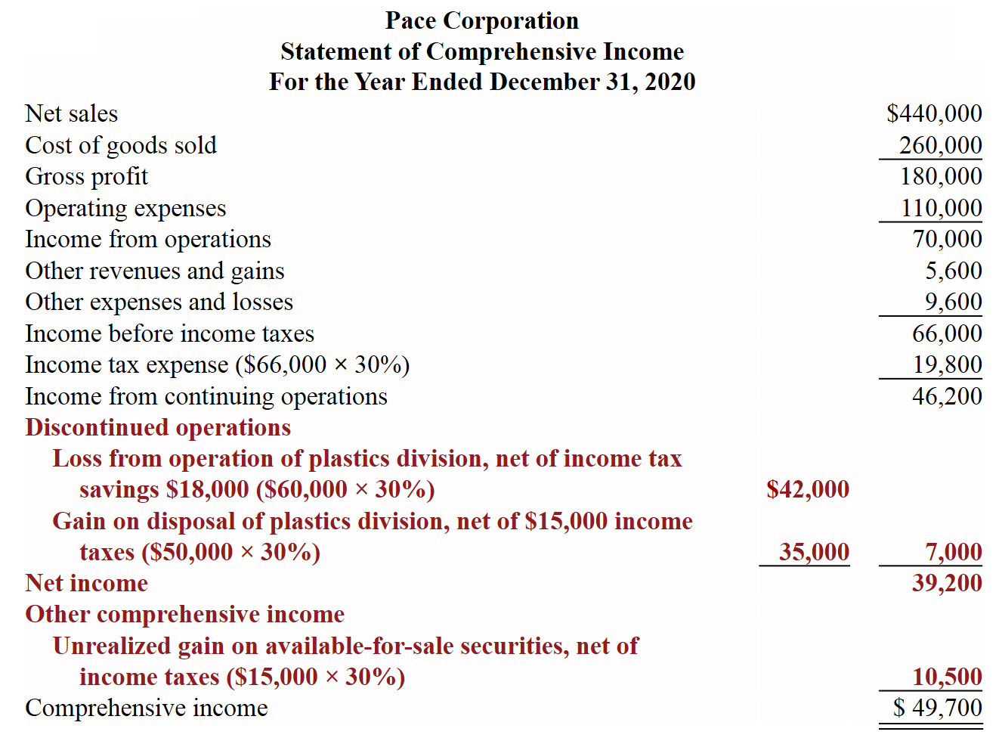 Pace Corporation
Statement of Comprehensive Income
For the Year Ended December 31, 2020
Net sales $440,000
Cost of goods sold 260,000
Gross profit 180,000
Operating expenses 110,000
Income from operations 70,000
Other revenues and gains 5,600
Other expenses and losses 9,600
Income before income taxes 66,000
Income tax expense ($66,000 × 30%) 19,800
Income from continuing operations 46,200
Discontinued operations
Loss from operation of plastics division, net of income tax
savings $18,000 ($60,000 × 30%) $42,000
Gain on disposal of plastics division, net of $15,000 income
taxes ($50,000 × 30%) 35,000 7,000
Net income 39,200
Other comprehensive income
Unrealized gain on available-for-sale securities, net of
income taxes ($15,000 × 30%) 10,500
Comprehensive income $ 49,700